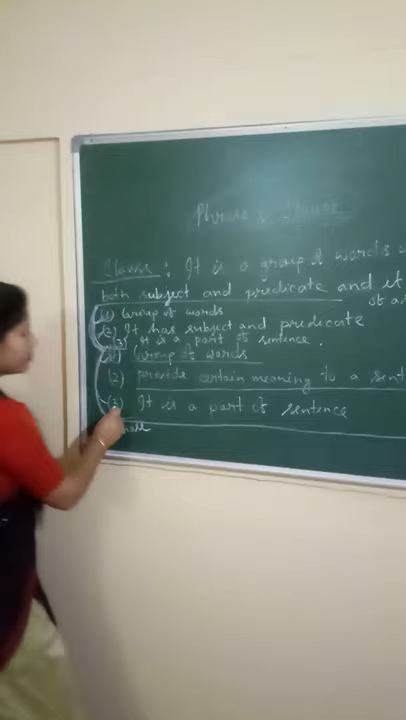 Phrase & Clause
Clause : It is a group of words
both subject and predicate and it
(1) Group of words
(2) It has subject and predicate
(3) It is a part of sentence .
(1) Group of words
(2) provide certain meaning to a sent
(3) It is a part of sentence